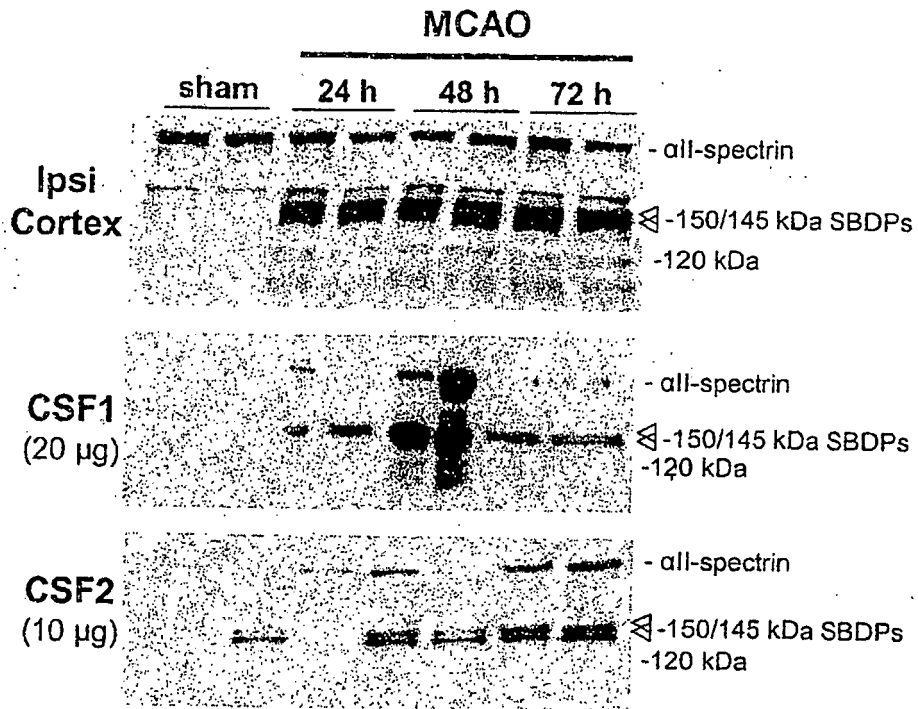 MCAO
sham 24 h 48 h 72 h
Ipsi
Cortex
- αII-spectrin
-150/145 kDa SBDPs
-120 kDa
CSF1
(20 µg)
- αII-spectrin
-150/145 kDa SBDPs
-120 kDa
CSF2
(10 µg)
- αII-spectrin
-150/145 kDa SBDPs
-120 kDa